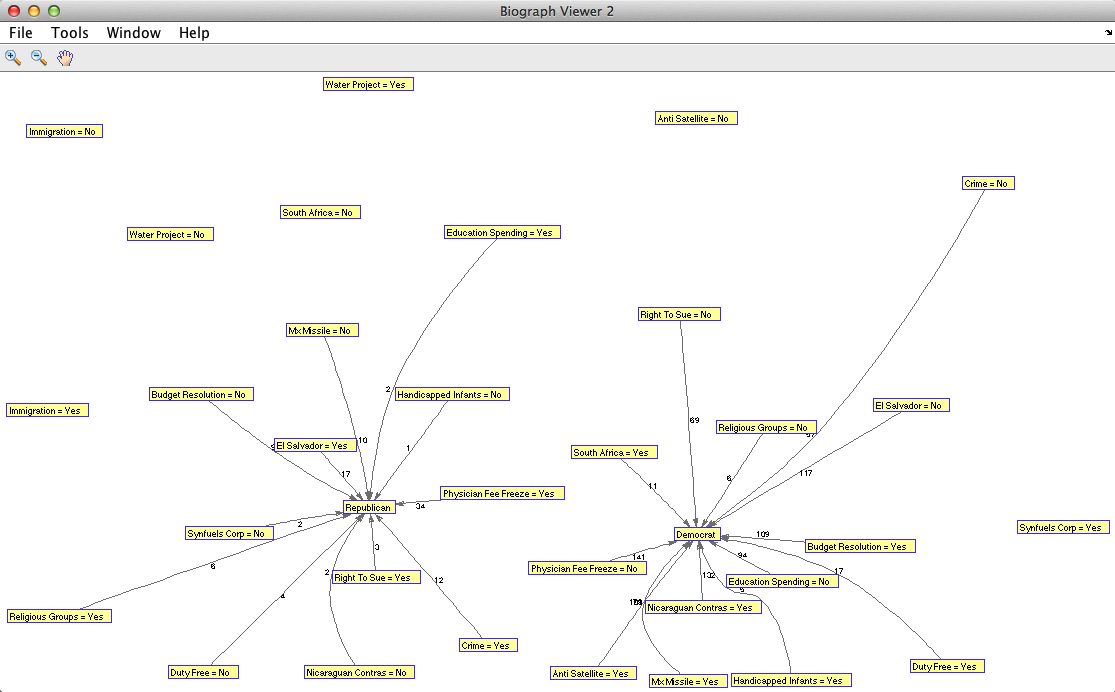 Biograph Viewer 2
File Tools Window Help
Water Project = Yes
Anti Satellite = No
Immigration = No
Crime = No
South Africa = No
Water Project = No
Education Spending = Yes
Right To Sue = No
Mx Missile = No
2
Budget Resolution = No
Handicapped Infants = No
El Salvador = No
Immigration = Yes
69
Religious Groups = No
10
El Salvador = Yes
1
South Africa = Yes
17
117
6
11
Physician Fee Freeze = Yes
34
Republican
2
Synfuels Corp = No
Synfuels Corp = Yes
Democrat
109
Budget Resolution = Yes
3
141
94
6
Physician Fee Freeze = No
17
2
Right To Sue = Yes
12
132
Education Spending = No
4
Nicaraguan Contras = Yes
Religious Groups = Yes
Crime = Yes
Duty Free = Yes
Duty Free = No
Nicaraguan Contras = No
Anti Satellite = Yes
Mx Missile = Yes
Handicapped Infants = Yes